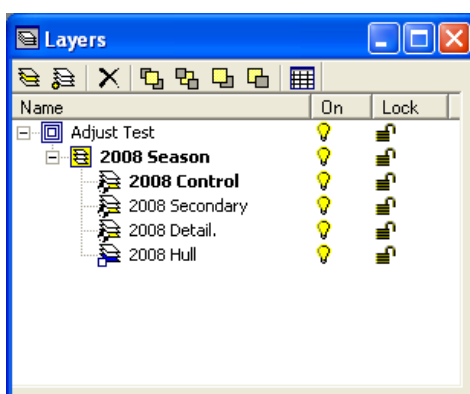 Layers
Name On Lock
Adjust Test
2008 Season
2008 Control
2008 Secondary
2008 Detail.
2008 Hull